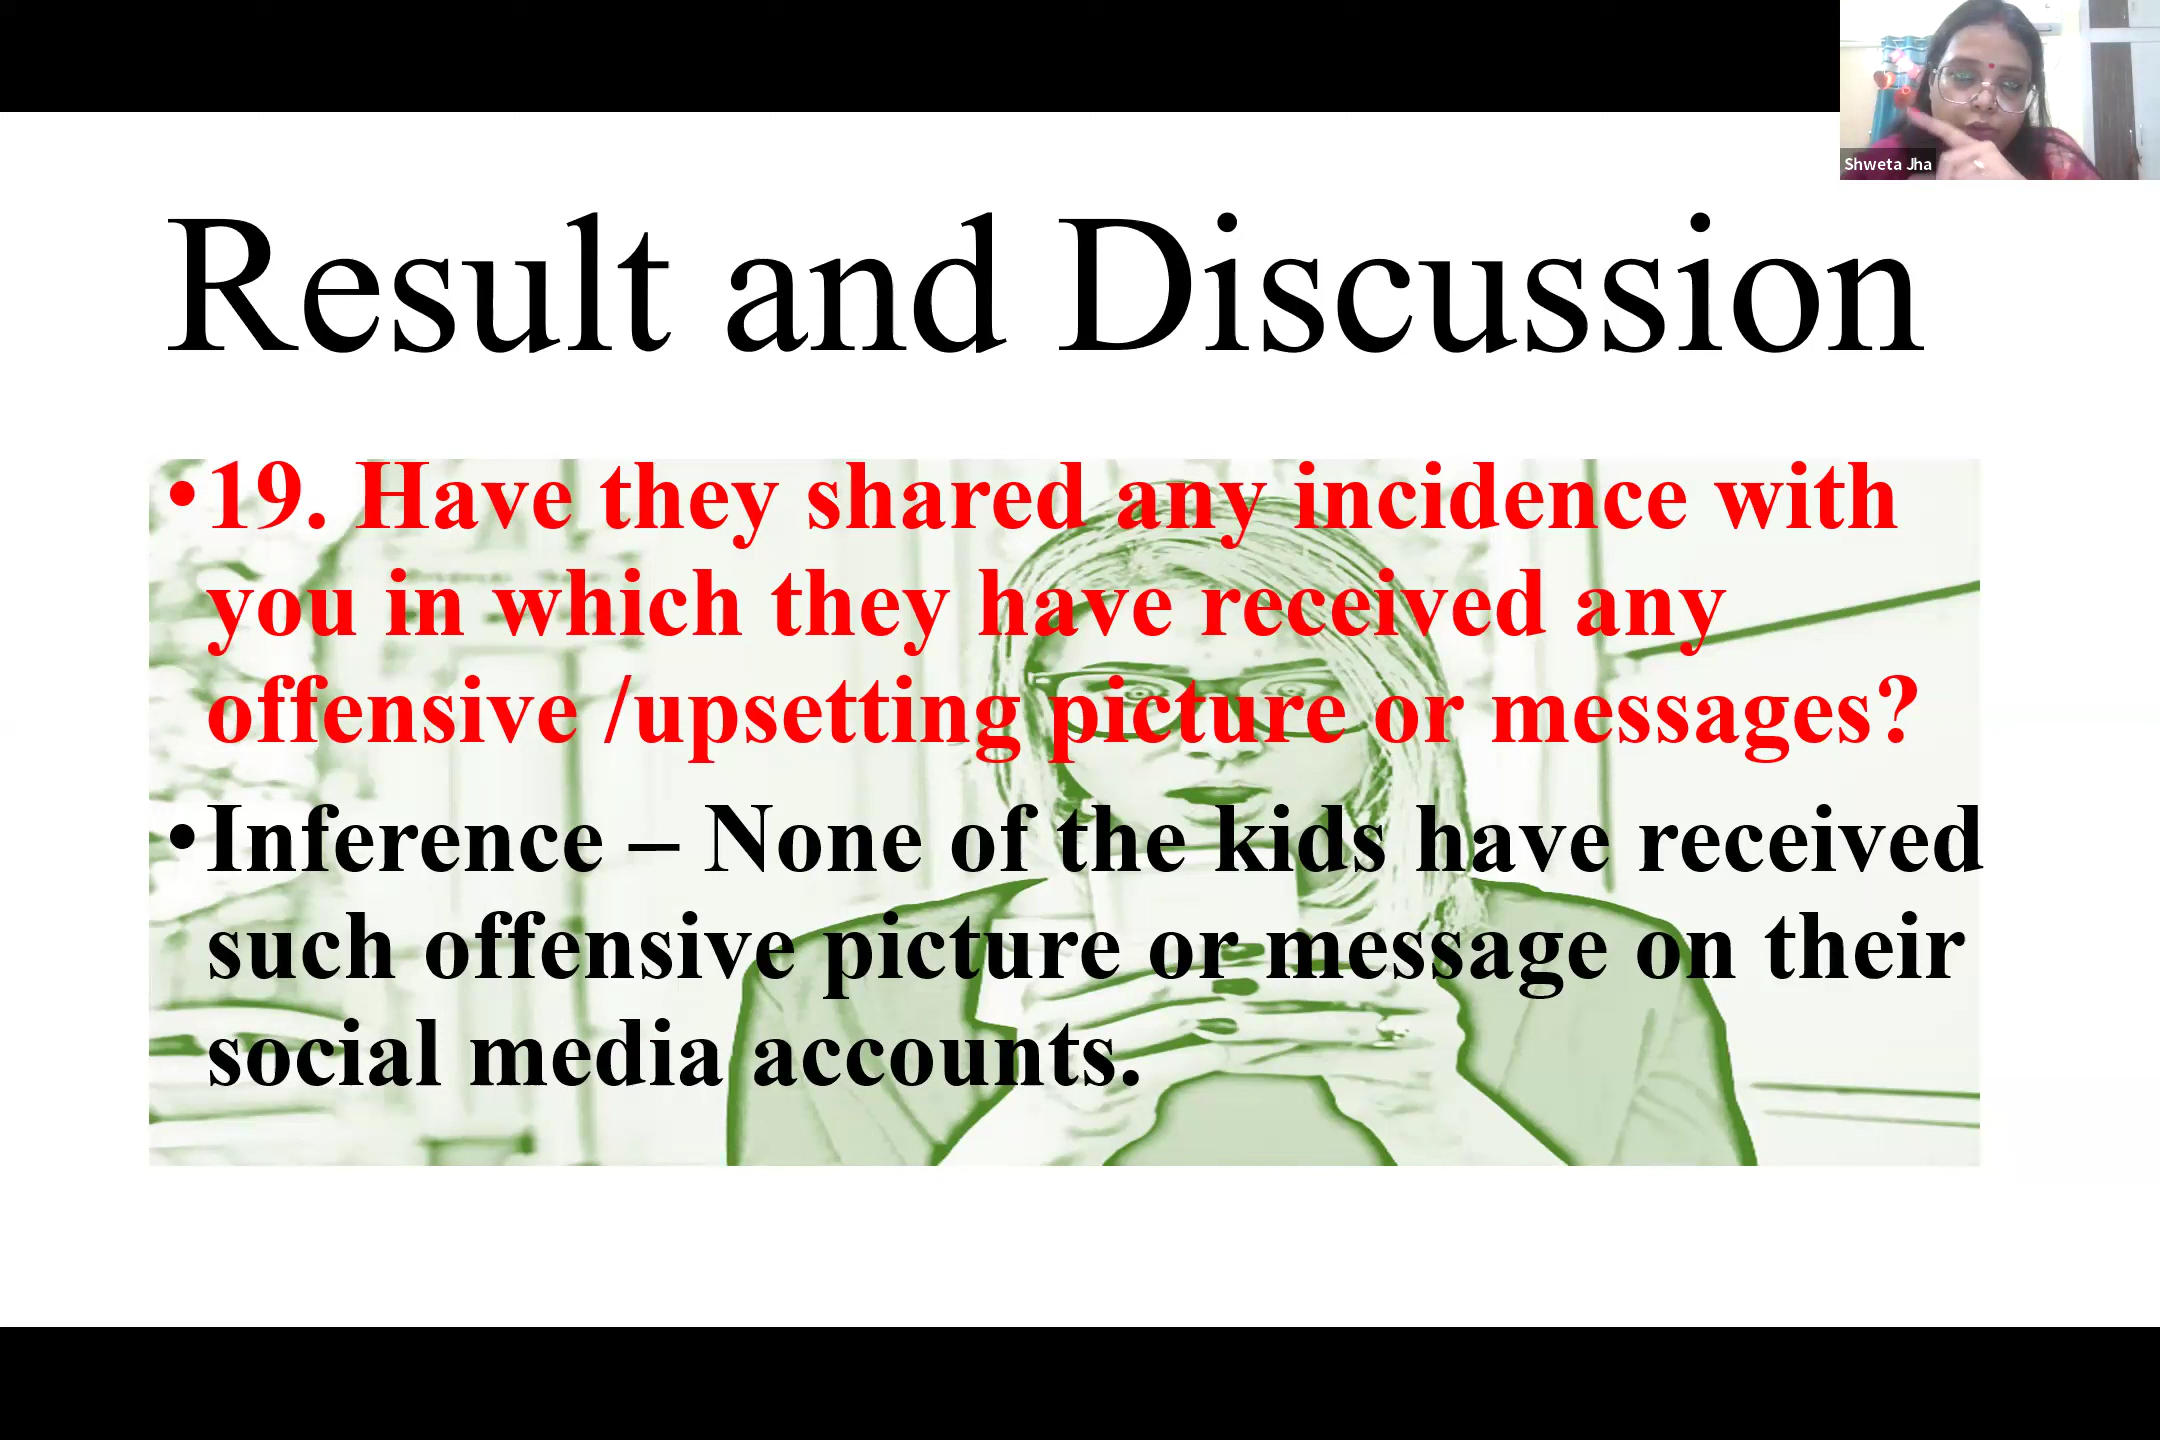 Shweta Jha
Result and Discussion
•19. Have they shared any incidence with
you in which they have received any
offensive /upsetting picture or messages?
•Inference – None of the kids have received
such offensive picture or message on their
social media accounts.